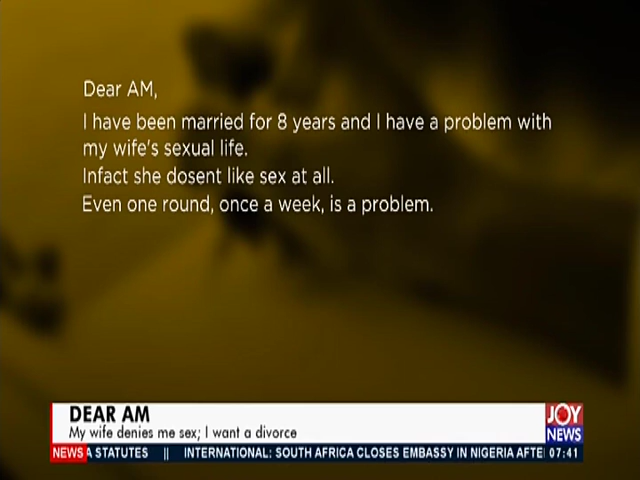 Dear AM,
I have been married for 8 years and I have a problem with
my wife's sexual life.
Infact she dosent like sex at all.
Even one round, once a week, is a problem.
DEAR AM
My wife denies me sex; I want a divorce
JOY
NEWS
NEWS A STATUTES || INTERNATIONAL: SOUTH AFRICA CLOSES EMBASSY IN NIGERIA AFTE 07:41